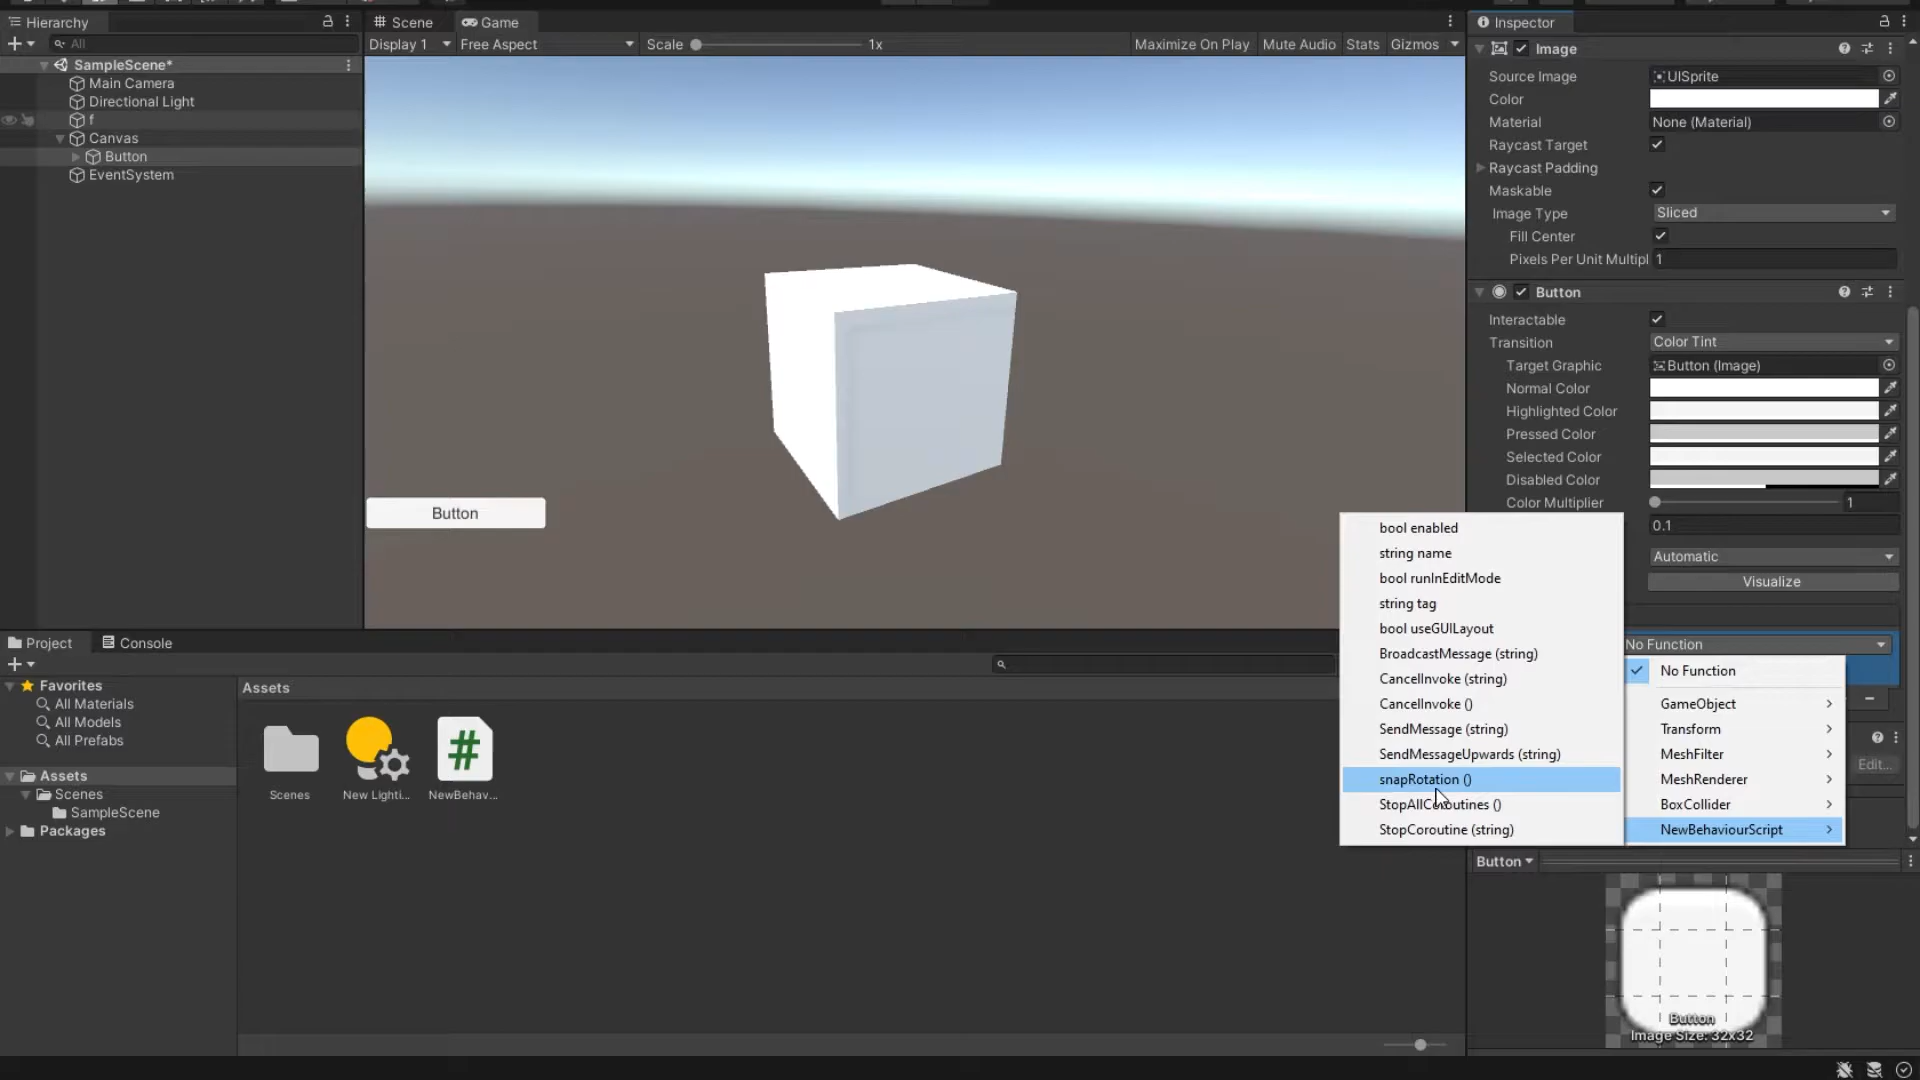 Hierarchy
Scene
Game
Inspector
All
Display 1
Free Aspect
Scale
1x
Maximize On Play
Mute Audio
Stats
Gizmos
SampleScene*
Main Camera
Directional Light
f
Canvas
Button
EventSystem
Button
Image
Source Image
UISprite
Color
Material
None (Material)
Raycast Target
Raycast Padding
Maskable
Image Type
Sliced
Fill Center
Pixels Per Unit Multipl
1
Button
Interactable
Transition
Color Tint
Target Graphic
Button (Image)
Normal Color
Highlighted Color
Pressed Color
Selected Color
Disabled Color
Color Multiplier
1
0.1
Automatic
Visualize
No Function
bool enabled
string name
bool runInEditMode
string tag
bool useGUILayout
BroadcastMessage (string)
CancelInvoke (string)
CancelInvoke ()
SendMessage (string)
SendMessageUpwards (string)
snapRotation ()
StopAllCoroutines ()
StopCoroutine (string)
No Function
GameObject
Transform
MeshFilter
MeshRenderer
BoxCollider
NewBehaviourScript
Edit...
Project
Console
Favorites
All Materials
All Models
All Prefabs
Assets
Scenes
SampleScene
Packages
Assets
Scenes
New Lighti...
NewBehav...
Button
Button
Image Size: 32x32